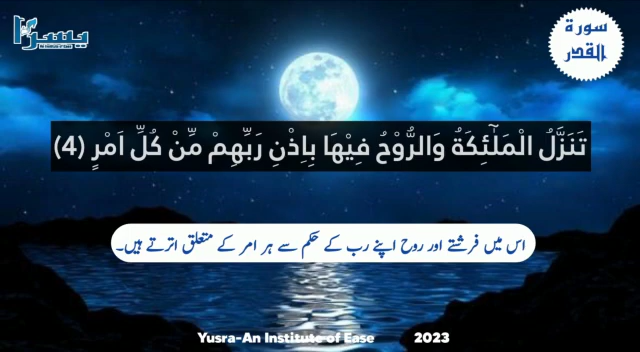 يسرا
سورة
القدر
تَنَزَّلُ الْمَلٰٓئِكَةُ وَالرُّوْحُ فِيْهَا بِاِذْنِ رَبِّهِمْ مِّنْ كُلِّ اَمْرٍ (4)
اس میں فرشتے اور روح اپنے رب کے حکم سے ہر امر کے متعلق اترتے ہیں۔
Yusra-An Institute of Ease 2023